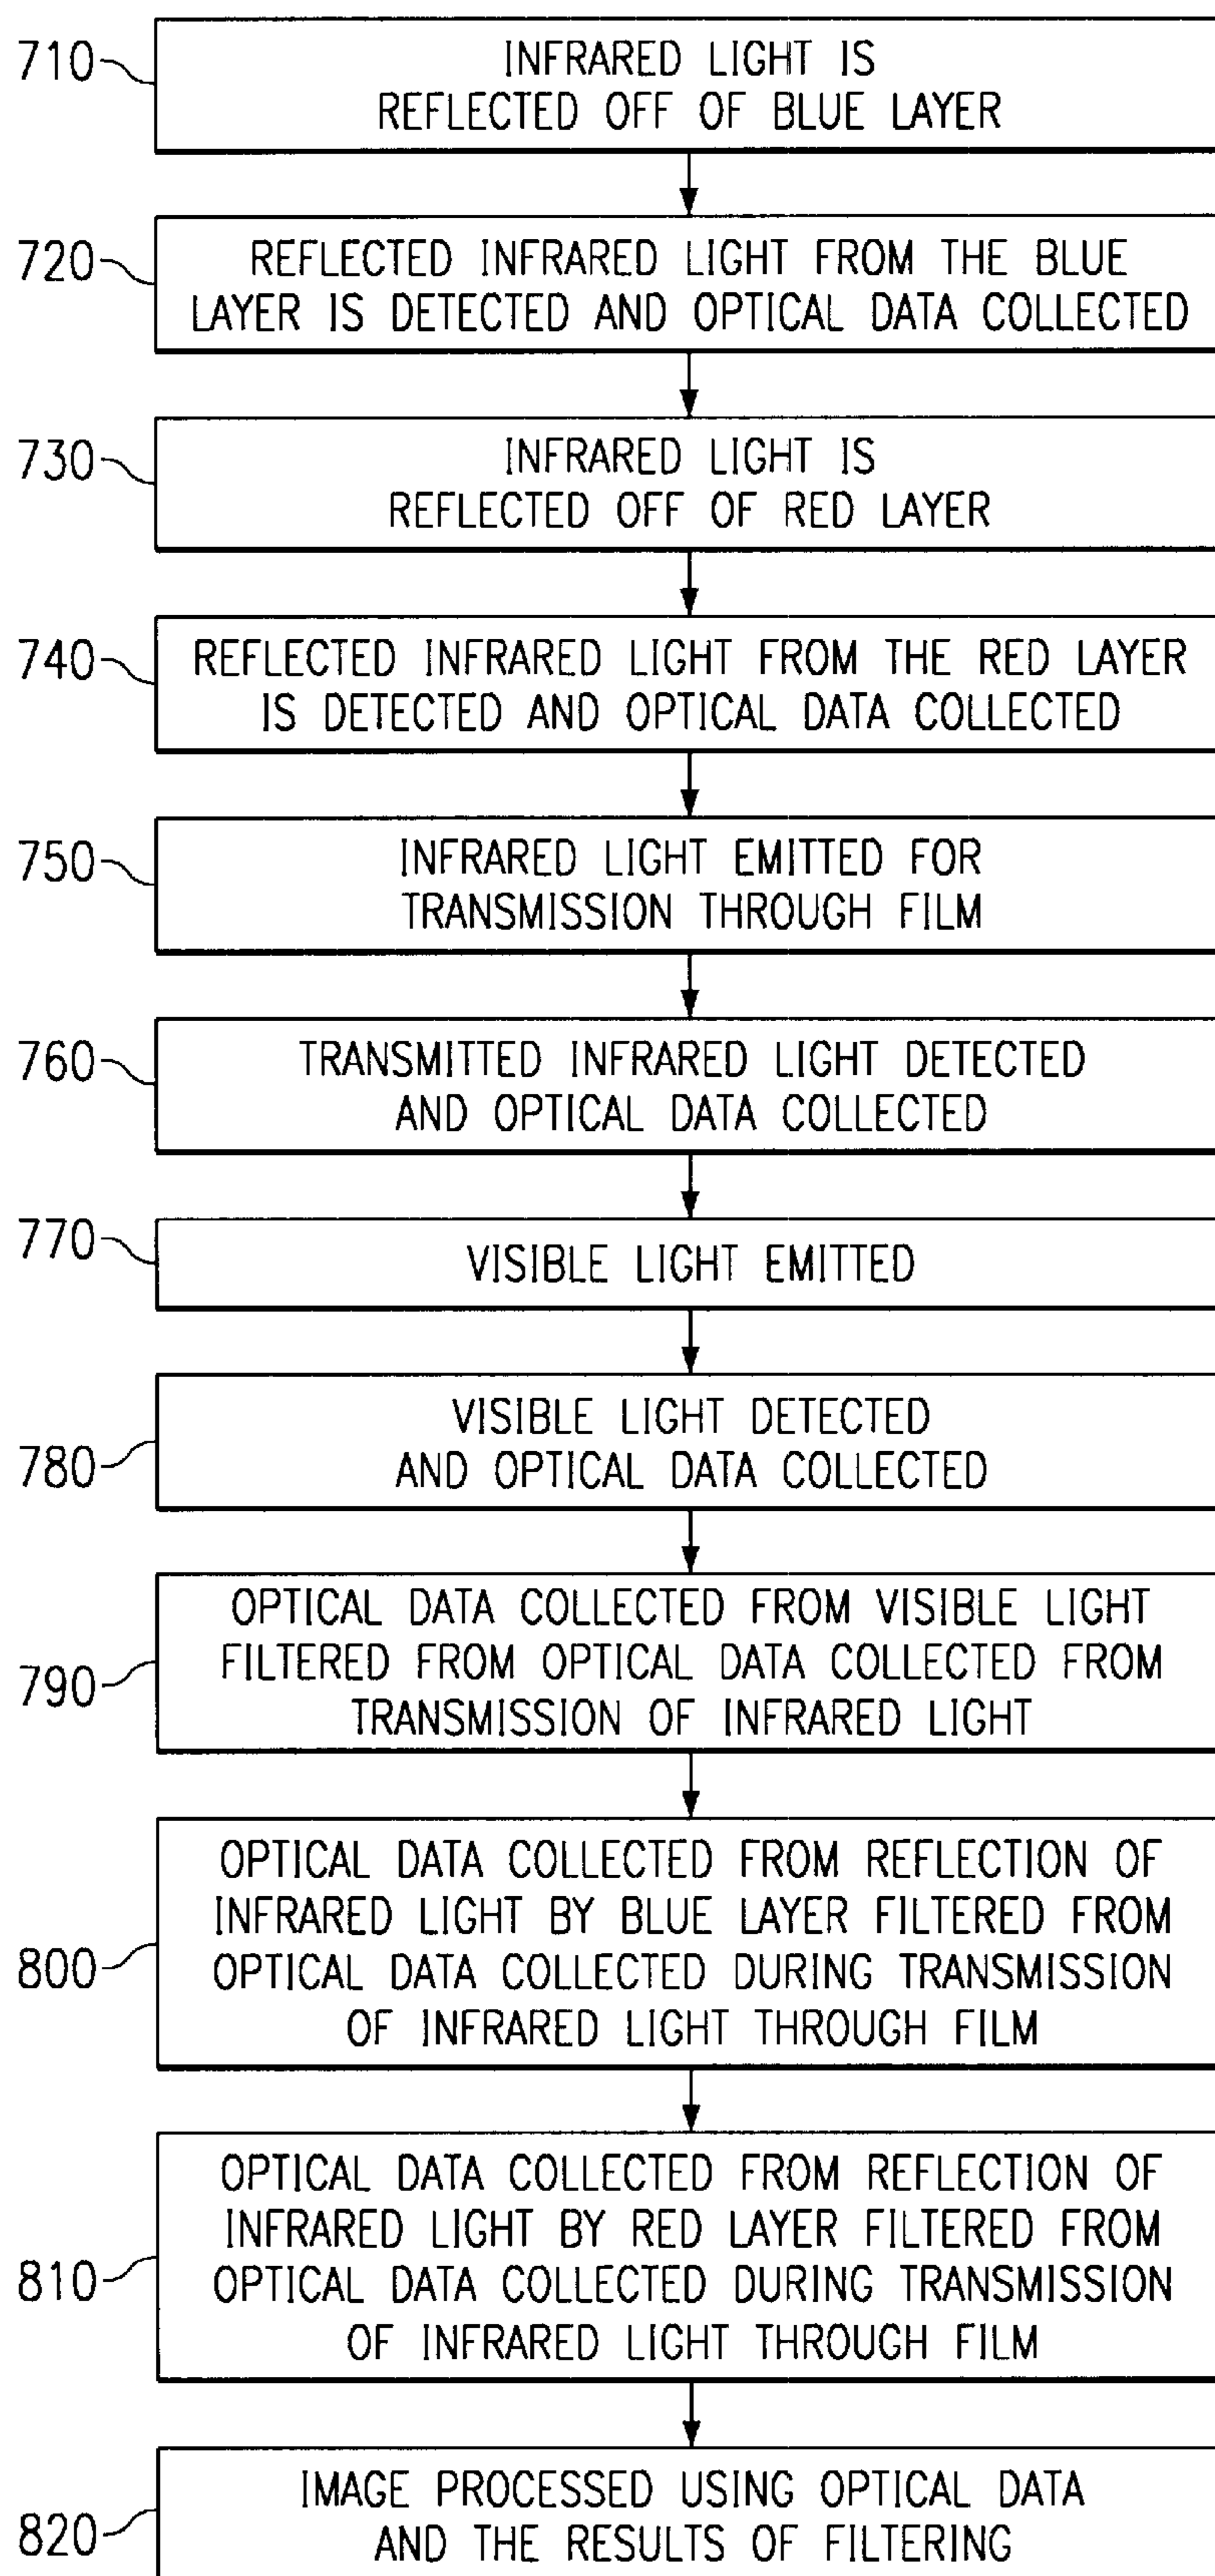 710
INFRARED LIGHT IS
REFLECTED OFF OF BLUE LAYER
720
REFLECTED INFRARED LIGHT FROM THE BLUE
LAYER IS DETECTED AND OPTICAL DATA COLLECTED
730
INFRARED LIGHT IS
REFLECTED OFF OF RED LAYER
740
REFLECTED INFRARED LIGHT FROM THE RED LAYER
IS DETECTED AND OPTICAL DATA COLLECTED
750
INFRARED LIGHT EMITTED FOR
TRANSMISSION THROUGH FILM
760
TRANSMITTED INFRARED LIGHT DETECTED
AND OPTICAL DATA COLLECTED
770
VISIBLE LIGHT EMITTED
780
VISIBLE LIGHT DETECTED
AND OPTICAL DATA COLLECTED
790
OPTICAL DATA COLLECTED FROM VISIBLE LIGHT
FILTERED FROM OPTICAL DATA COLLECTED FROM
TRANSMISSION OF INFRARED LIGHT
800
OPTICAL DATA COLLECTED FROM REFLECTION OF
INFRARED LIGHT BY BLUE LAYER FILTERED FROM
OPTICAL DATA COLLECTED DURING TRANSMISSION
OF INFRARED LIGHT THROUGH FILM
810
OPTICAL DATA COLLECTED FROM REFLECTION OF
INFRARED LIGHT BY RED LAYER FILTERED FROM
OPTICAL DATA COLLECTED DURING TRANSMISSION
OF INFRARED LIGHT THROUGH FILM
820
IMAGE PROCESSED USING OPTICAL DATA
AND THE RESULTS OF FILTERING